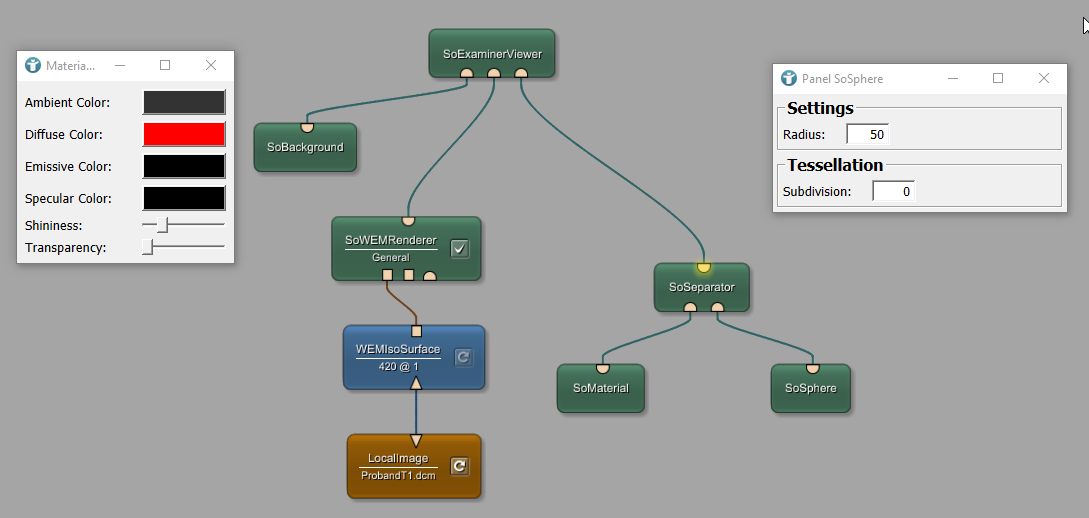 Materia...
Ambient Color:
Diffuse Color:
Emissive Color:
Specular Color:
Shininess:
Transparency:
SoExaminerViewer
SoBackground
SoWEMRenderer
General
WEMIsoSurface
420 @ 1
LocalImage
ProbandT1.dcm
SoSeparator
SoMaterial
SoSphere
Panel SoSphere
Settings
Radius: 50
Tessellation
Subdivision: 0